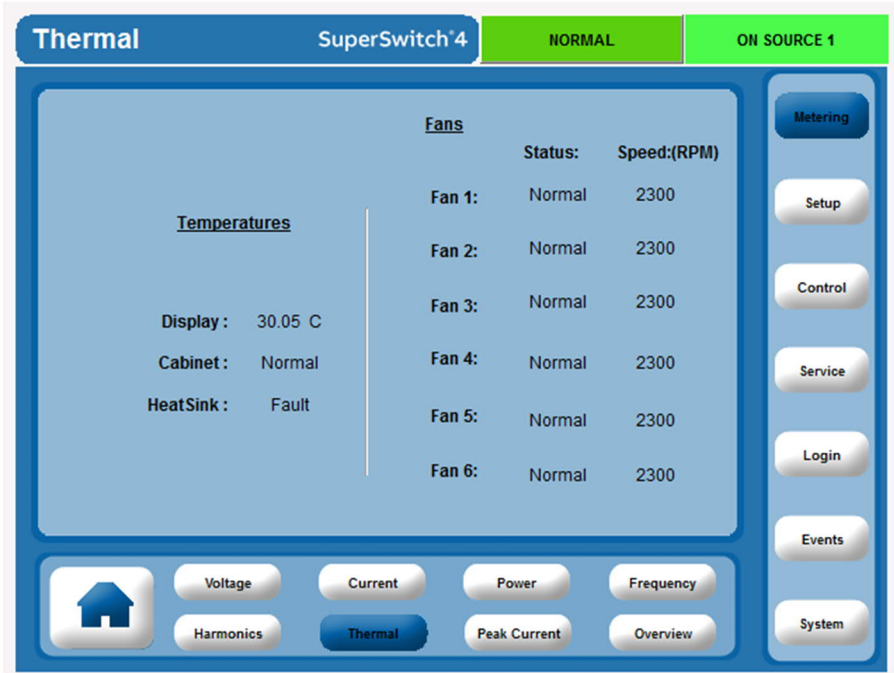 Thermal
SuperSwitch®4
NORMAL
ON SOURCE 1
Fans
Status: Speed:(RPM)
Fan 1: Normal 2300
Fan 2: Normal 2300
Fan 3: Normal 2300
Fan 4: Normal 2300
Fan 5: Normal 2300
Fan 6: Normal 2300
Temperatures
Display : 30.05 C
Cabinet : Normal
HeatSink : Fault
Metering
Setup
Control
Service
Login
Events
System
Voltage Current Power Frequency
Harmonics Thermal Peak Current Overview